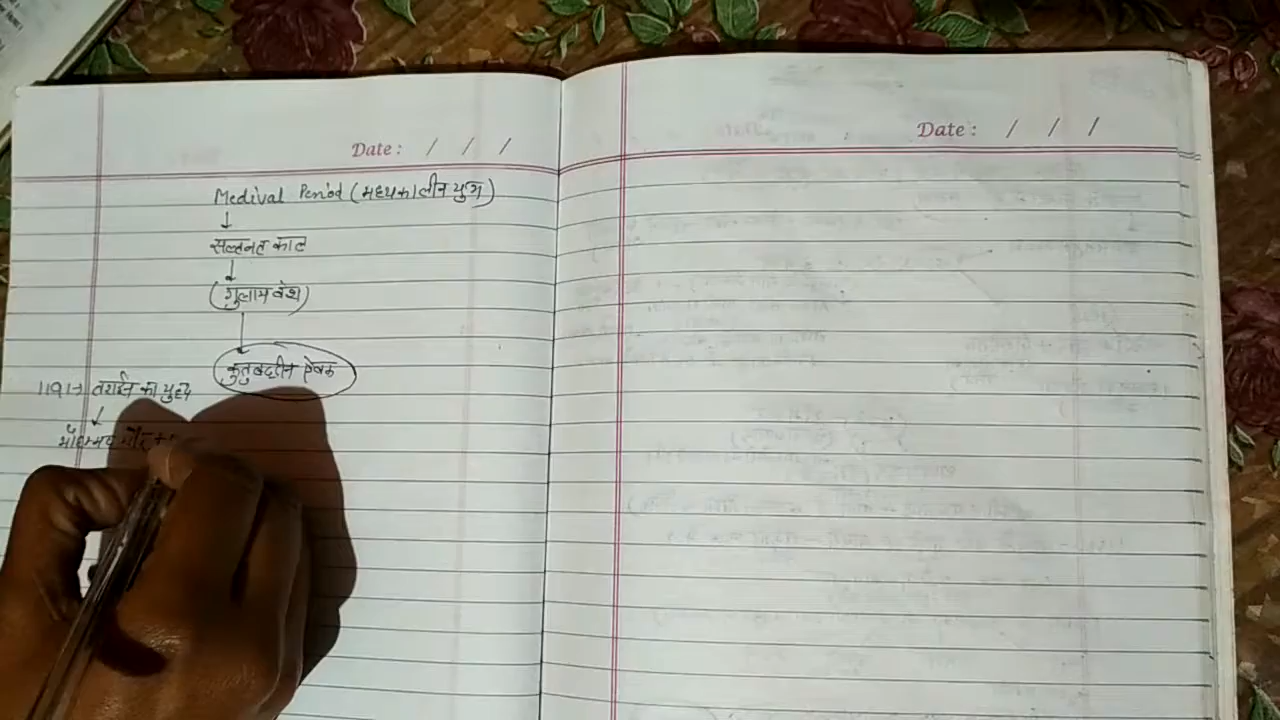 Date : / / /
Date : / / /
Medival Period (मध्यकालीन युग)
↓
सल्तनत काल
↓
(गुलाम वंश)
कुतुबद्दीन ऐबक
1191→ तराईन का युध्द
↓